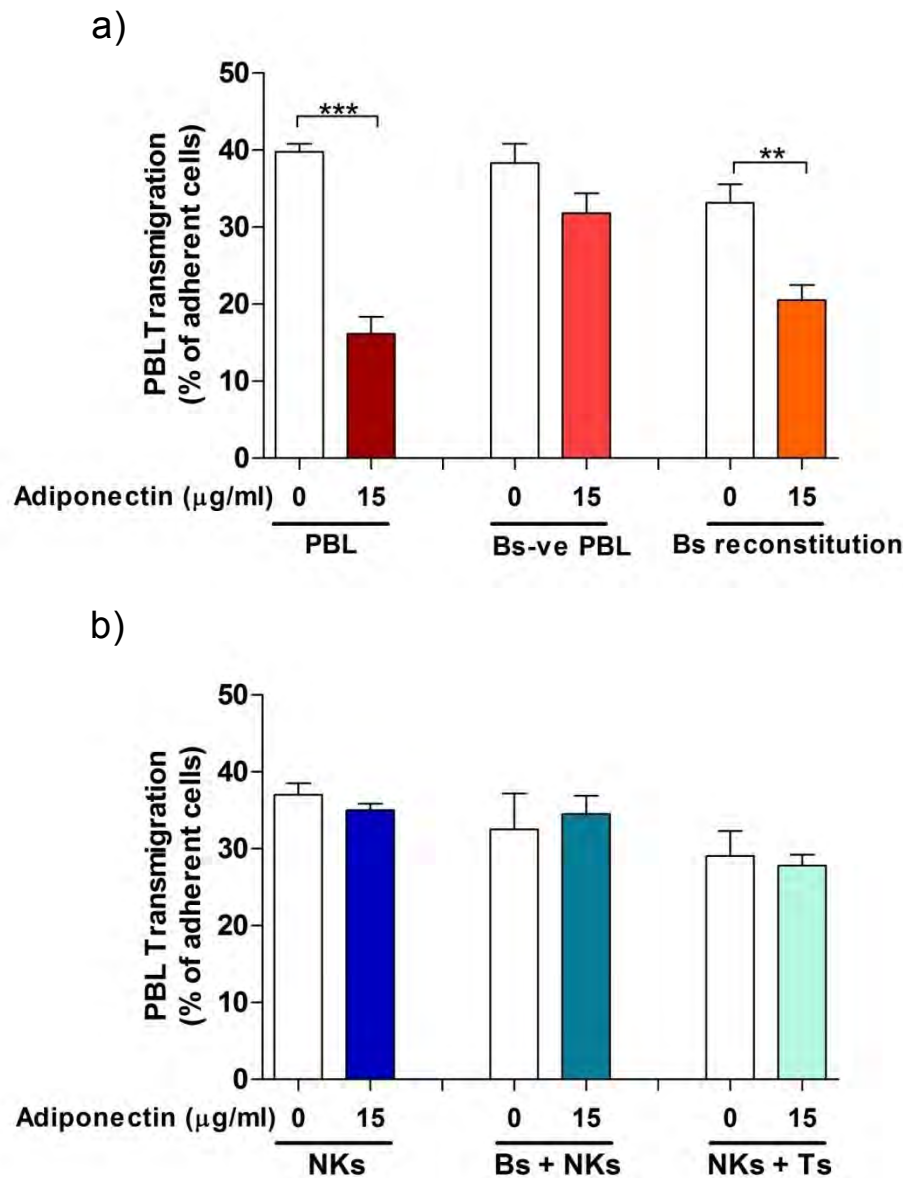 a)
PBLTransmigration
(% of adherent cells)
50
40
30
20
10
0
***
**
Adiponectin (μg/ml) 0 15 0 15 0 15
PBL Bs-ve PBL Bs reconstitution
b)
PBL Transmigration
(% of adherent cells)
50
40
30
20
10
0
Adiponectin (μg/ml) 0 15 0 15 0 15
NKs Bs + NKs NKs + Ts